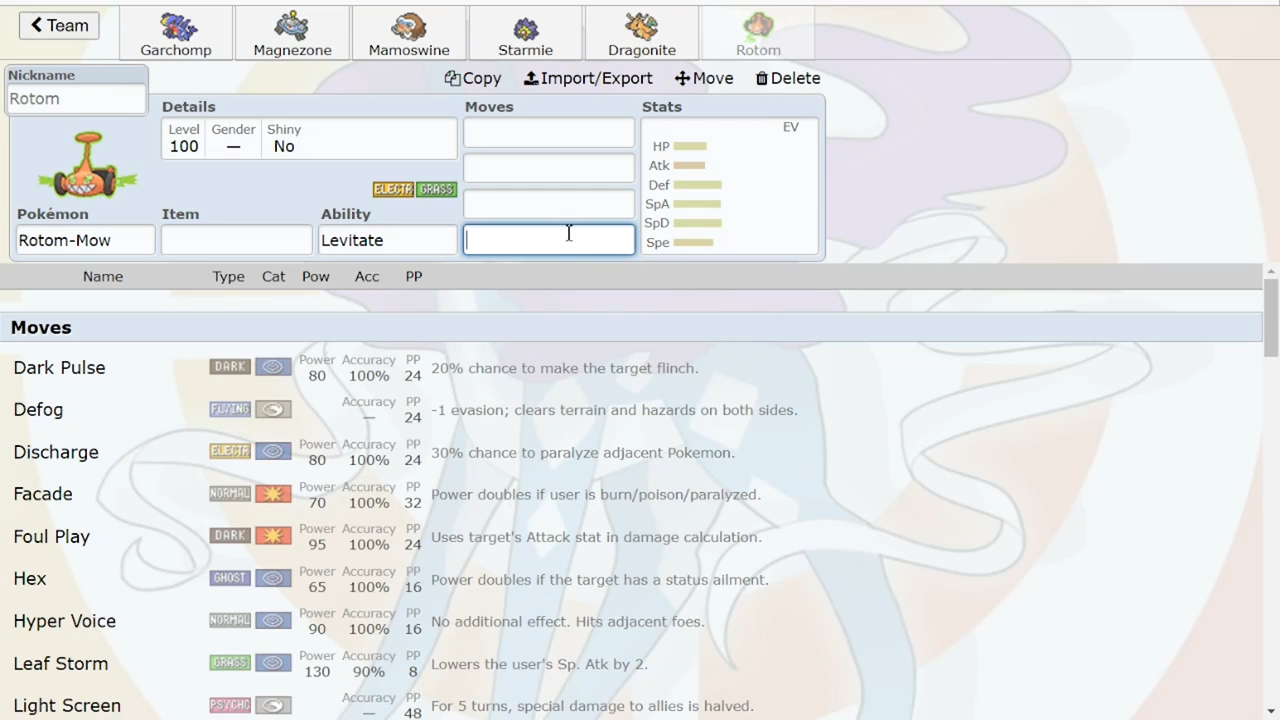 Team
Garchomp Magnezone Mamoswine Starmie Dragonite Rotom
Nickname
Rotom
Copy Import/Export Move Delete
Details Moves Stats
Level Gender Shiny
100 — No
EV
HP
Atk
Def
SpA
SpD
Spe
ELECTR GRASS
Pokémon Item Ability
Rotom-Mow Levitate
Name Type Cat Pow Acc PP
Moves
Dark Pulse DARK Power 80 Accuracy 100% PP 24 20% chance to make the target flinch.
Defog FLYING Accuracy — PP 24 -1 evasion; clears terrain and hazards on both sides.
Discharge ELECTR Power 80 Accuracy 100% PP 24 30% chance to paralyze adjacent Pokemon.
Facade NORMAL Power 70 Accuracy 100% PP 32 Power doubles if user is burn/poison/paralyzed.
Foul Play DARK Power 95 Accuracy 100% PP 24 Uses target's Attack stat in damage calculation.
Hex GHOST Power 65 Accuracy 100% PP 16 Power doubles if the target has a status ailment.
Hyper Voice NORMAL Power 90 Accuracy 100% PP 16 No additional effect. Hits adjacent foes.
Leaf Storm GRASS Power 130 Accuracy 90% PP 8 Lowers the user's Sp. Atk by 2.
Light Screen PSYCHC Accuracy — PP 48 For 5 turns, special damage to allies is halved.